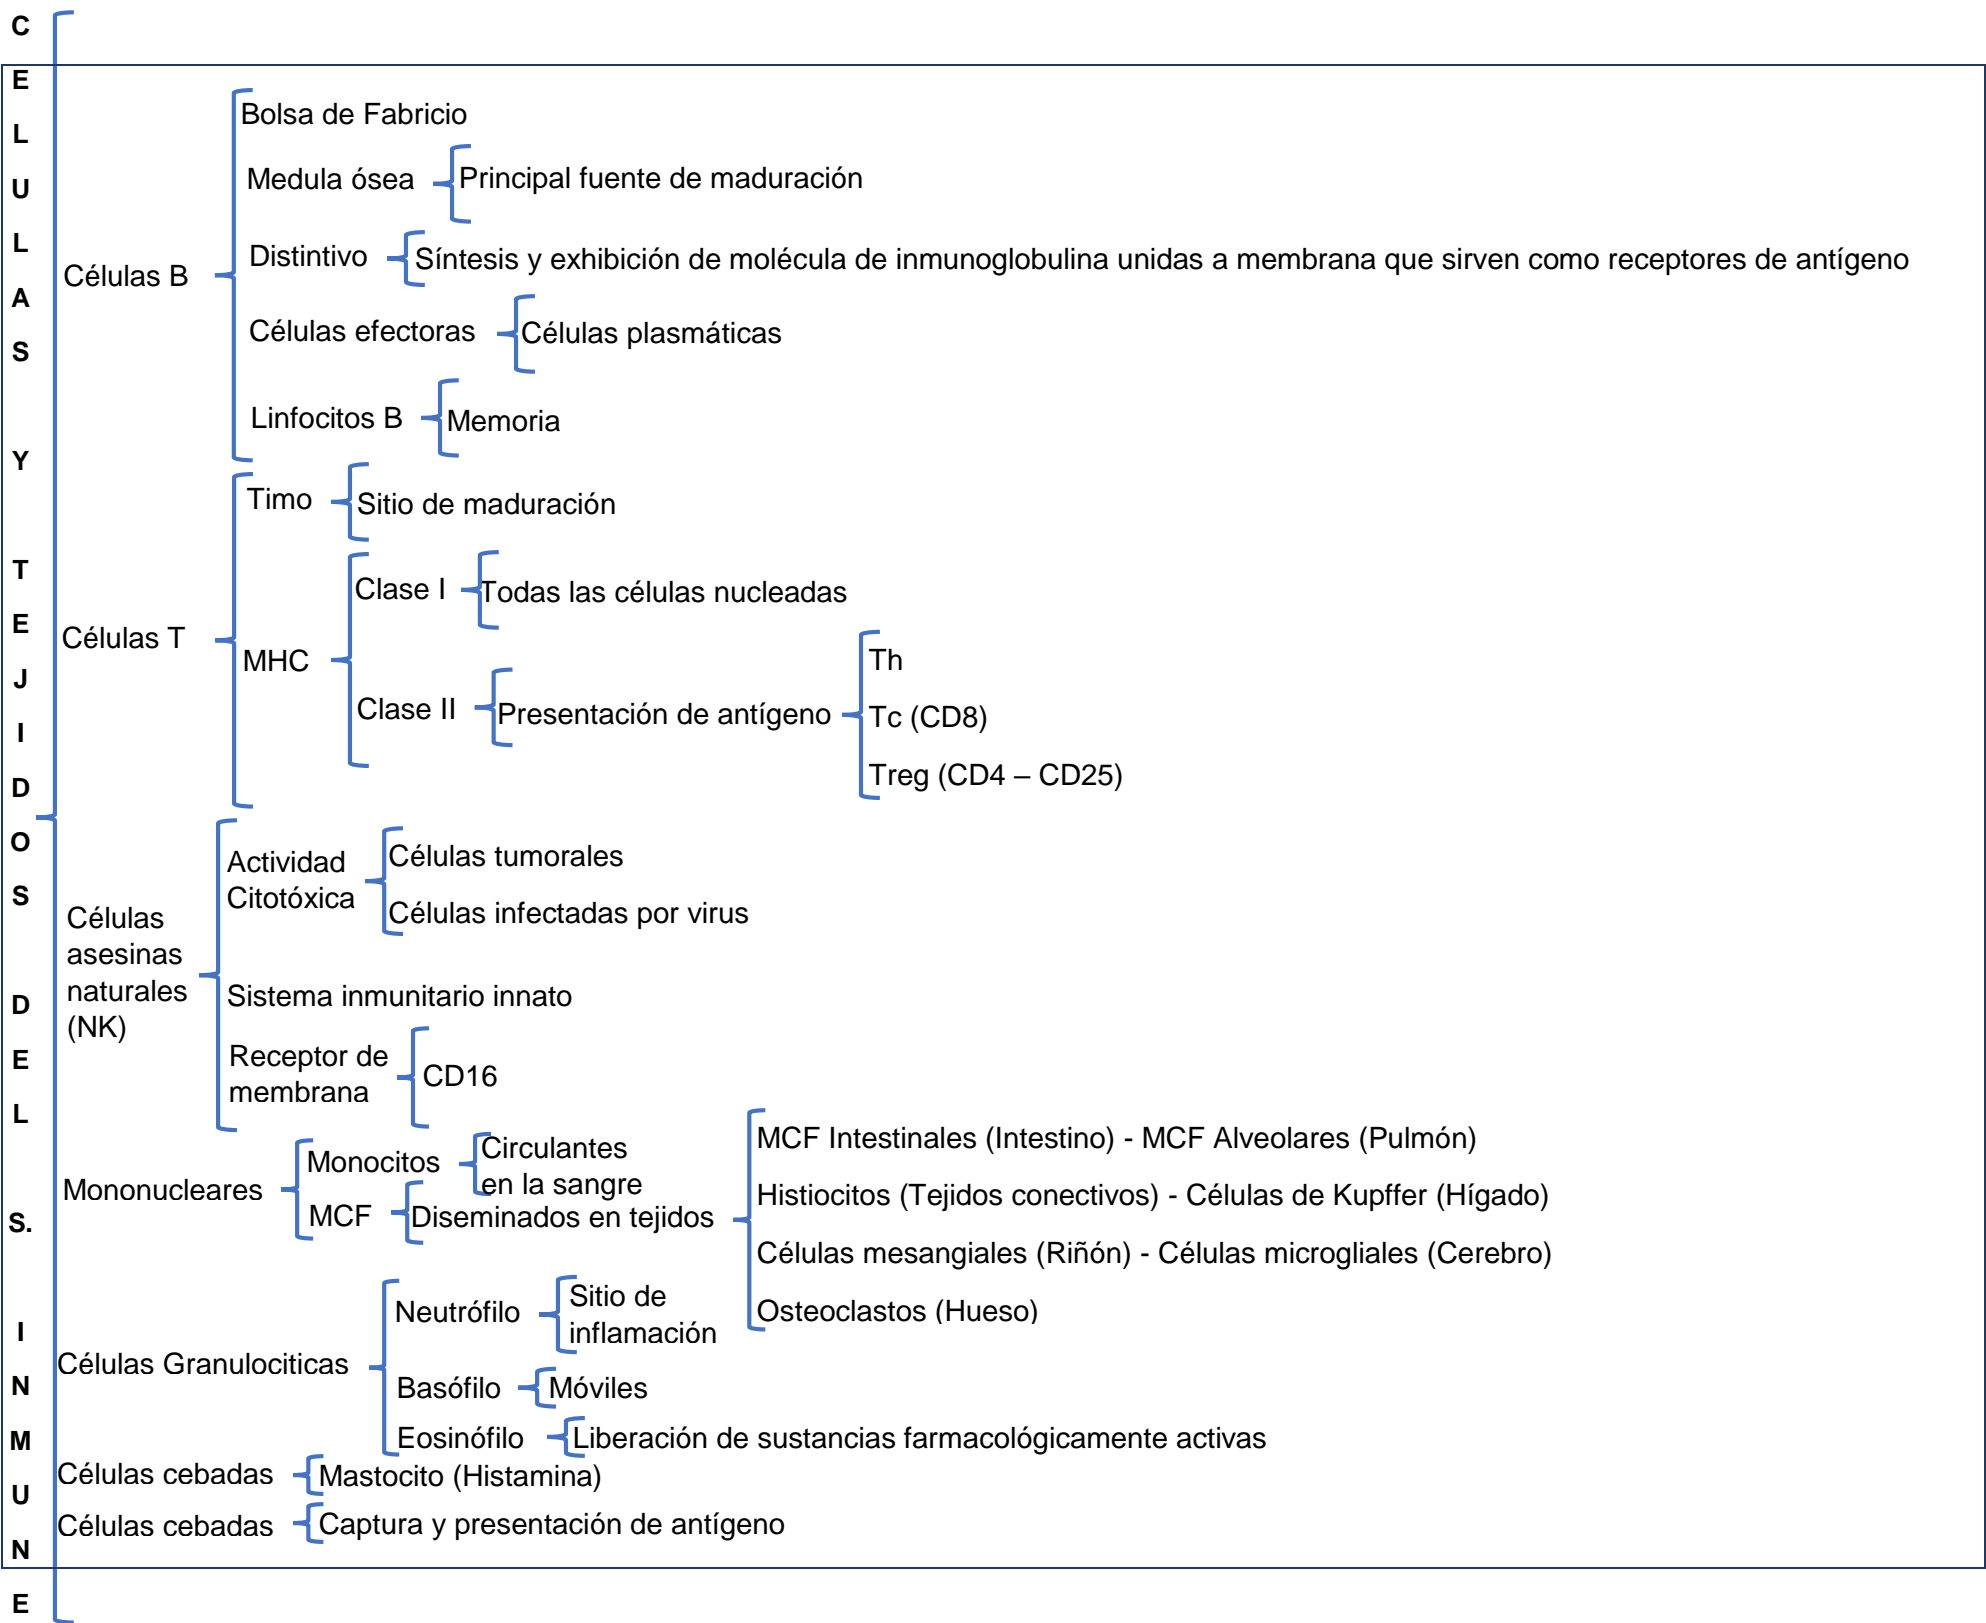 CELULAS Y TEJIDOS DEL S. INMUNE
Células B
Bolsa de Fabricio
Medula ósea
Principal fuente de maduración
Distintivo
Síntesis y exhibición de molécula de inmunoglobulina unidas a membrana que sirven como receptores de antígeno
Células efectoras
Células plasmáticas
Linfocitos B
Memoria
Células T
Timo
Sitio de maduración
MHC
Clase I
Todas las células nucleadas
Clase II
Presentación de antígeno
Th
Tc (CD8)
Treg (CD4 – CD25)
Células
asesinas
naturales
(NK)
Actividad
Citotóxica
Células tumorales
Células infectadas por virus
Sistema inmunitario innato
Receptor de
membrana
CD16
Mononucleares
Monocitos
Circulantes
en la sangre
MCF
Diseminados en tejidos
MCF Intestinales (Intestino) - MCF Alveolares (Pulmón)
Histiocitos (Tejidos conectivos) - Células de Kupffer (Hígado)
Células mesangiales (Riñón) - Células microgliales (Cerebro)
Osteoclastos (Hueso)
Células Granulociticas
Neutrófilo
Sitio de
inflamación
Basófilo
Móviles
Eosinófilo
Liberación de sustancias farmacológicamente activas
Células cebadas
Mastocito (Histamina)
Células cebadas
Captura y presentación de antígeno